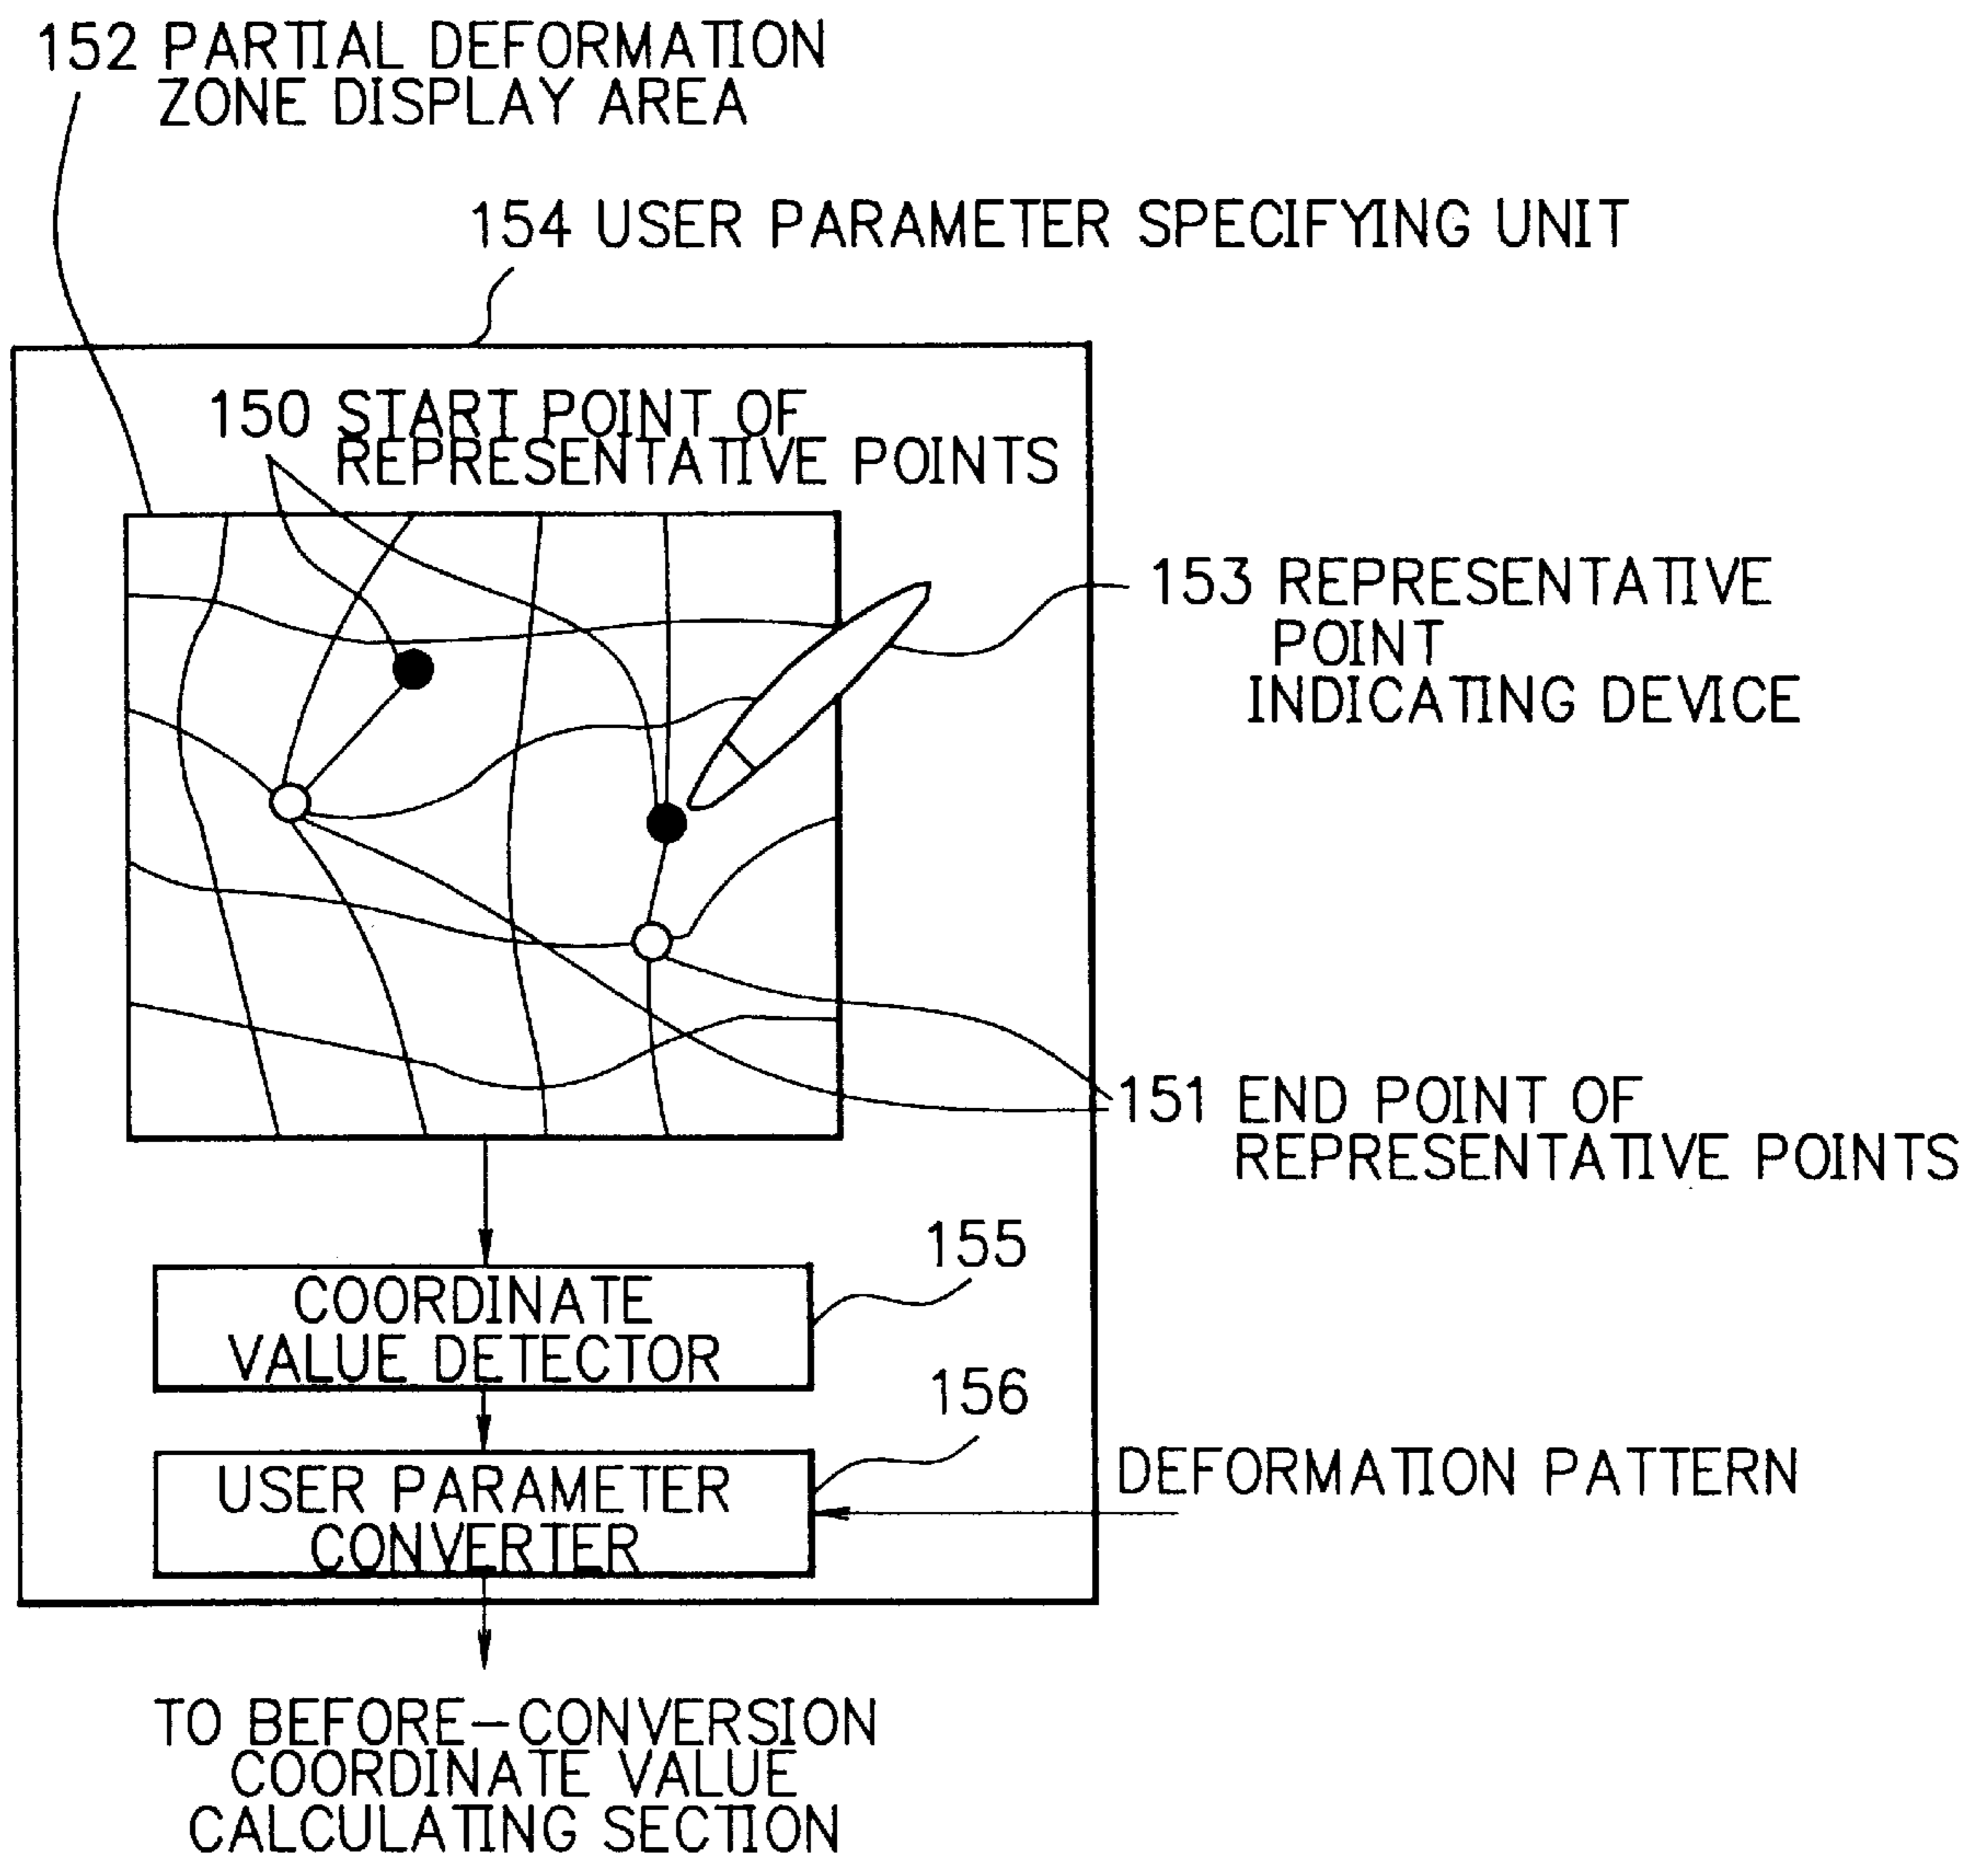 152 PARTIAL DEFORMATION
ZONE DISPLAY AREA
154 USER PARAMETER SPECIFYING UNIT
150 START POINT OF
REPRESENTATIVE POINTS
153 REPRESENTATIVE
POINT
INDICATING DEVICE
151 END POINT OF
REPRESENTATIVE POINTS
155
COORDINATE
VALUE DETECTOR
156
USER PARAMETER
CONVERTER
DEFORMATION PATTERN
TO BEFORE-CONVERSION
COORDINATE VALUE
CALCULATING SECTION